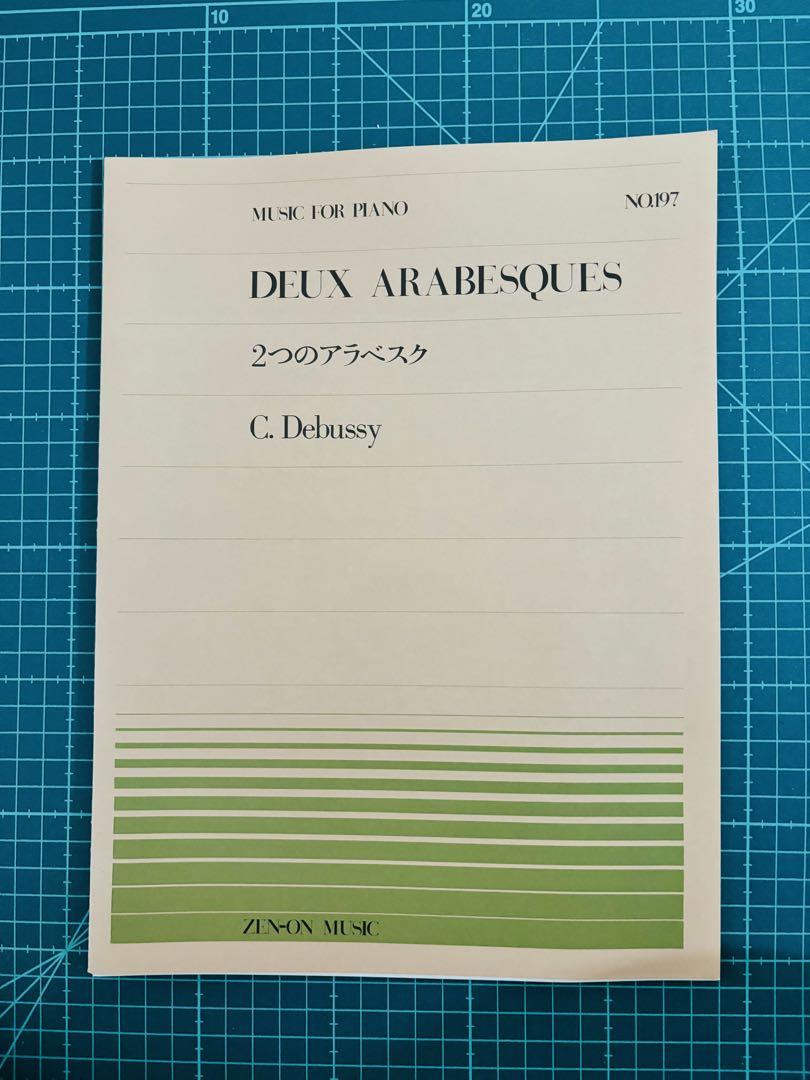 10 20 30
MUSIC FOR PIANO NO.197
DEUX ARABESQUES
2つのアラベスク
C. Debussy
ZEN-ON MUSIC